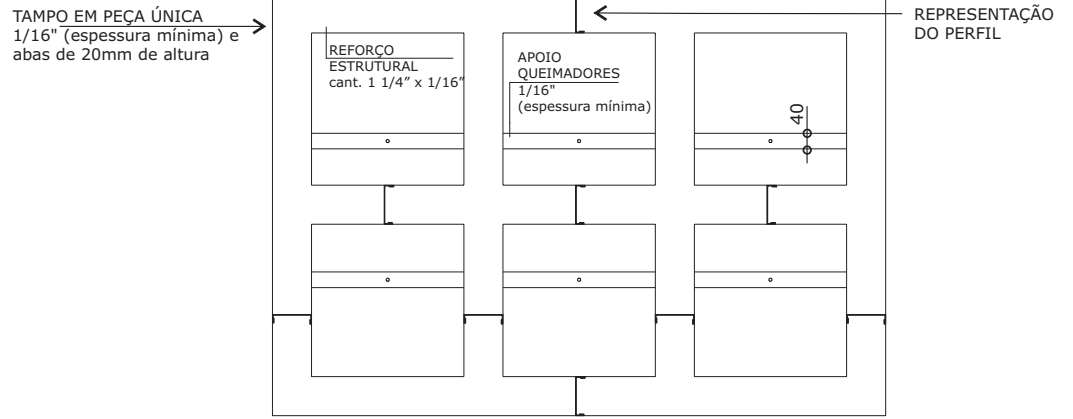 TAMPO EM PEÇA ÚNICA
1/16" (espessura mínima) e
abas de 20mm de altura
REFORÇO
ESTRUTURAL
cant. 1 1/4” x 1/16”
APOIO
QUEIMADORES
1/16"
(espessura mínima)
40
REPRESENTAÇÃO
DO PERFIL